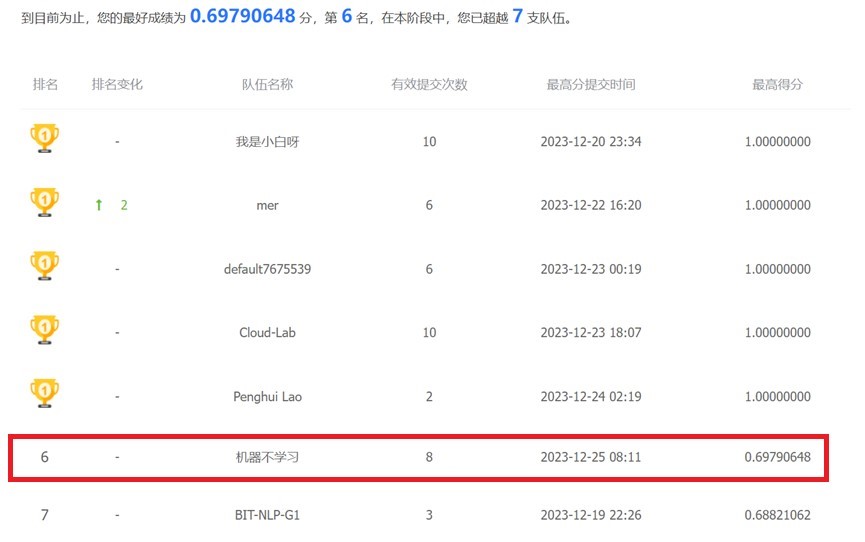 到目前为止，您的最好成绩为 0.69790648 分，第 6 名，在本阶段中，您已超越 7 支队伍。
排名 排名变化 队伍名称 有效提交次数 最高分提交时间 最高得分
1 - 我是小白呀 10 2023-12-20 23:34 1.00000000
1 ↑ 2 mer 6 2023-12-22 16:20 1.00000000
1 - default7675539 6 2023-12-23 00:19 1.00000000
1 - Cloud-Lab 10 2023-12-23 18:07 1.00000000
1 - Penghui Lao 2 2023-12-24 02:19 1.00000000
6 - 机器不学习 8 2023-12-25 08:11 0.69790648
7 - BIT-NLP-G1 3 2023-12-19 22:26 0.68821062